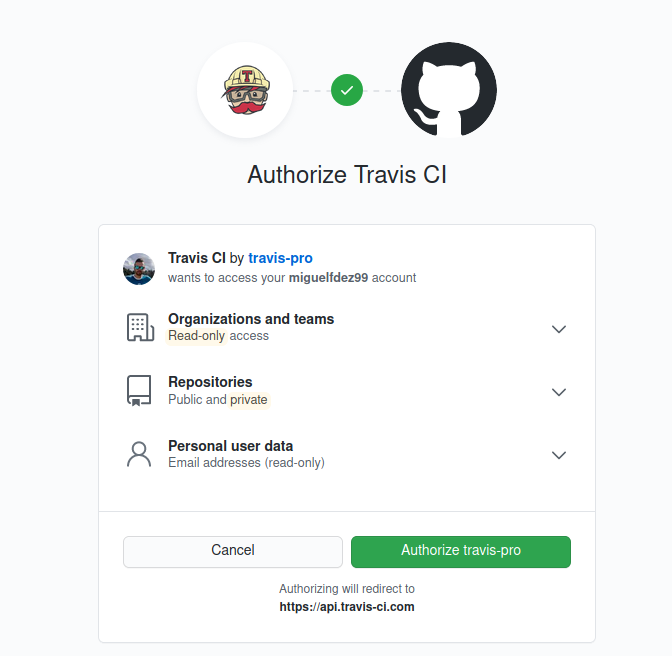 T
Authorize Travis CI
Travis CI by travis-pro
wants to access your miguelfdez99 account
Organizations and teams
Read-only access
Repositories
Public and private
Personal user data
Email addresses (read-only)
Cancel
Authorize travis-pro
Authorizing will redirect to
https://api.travis-ci.com